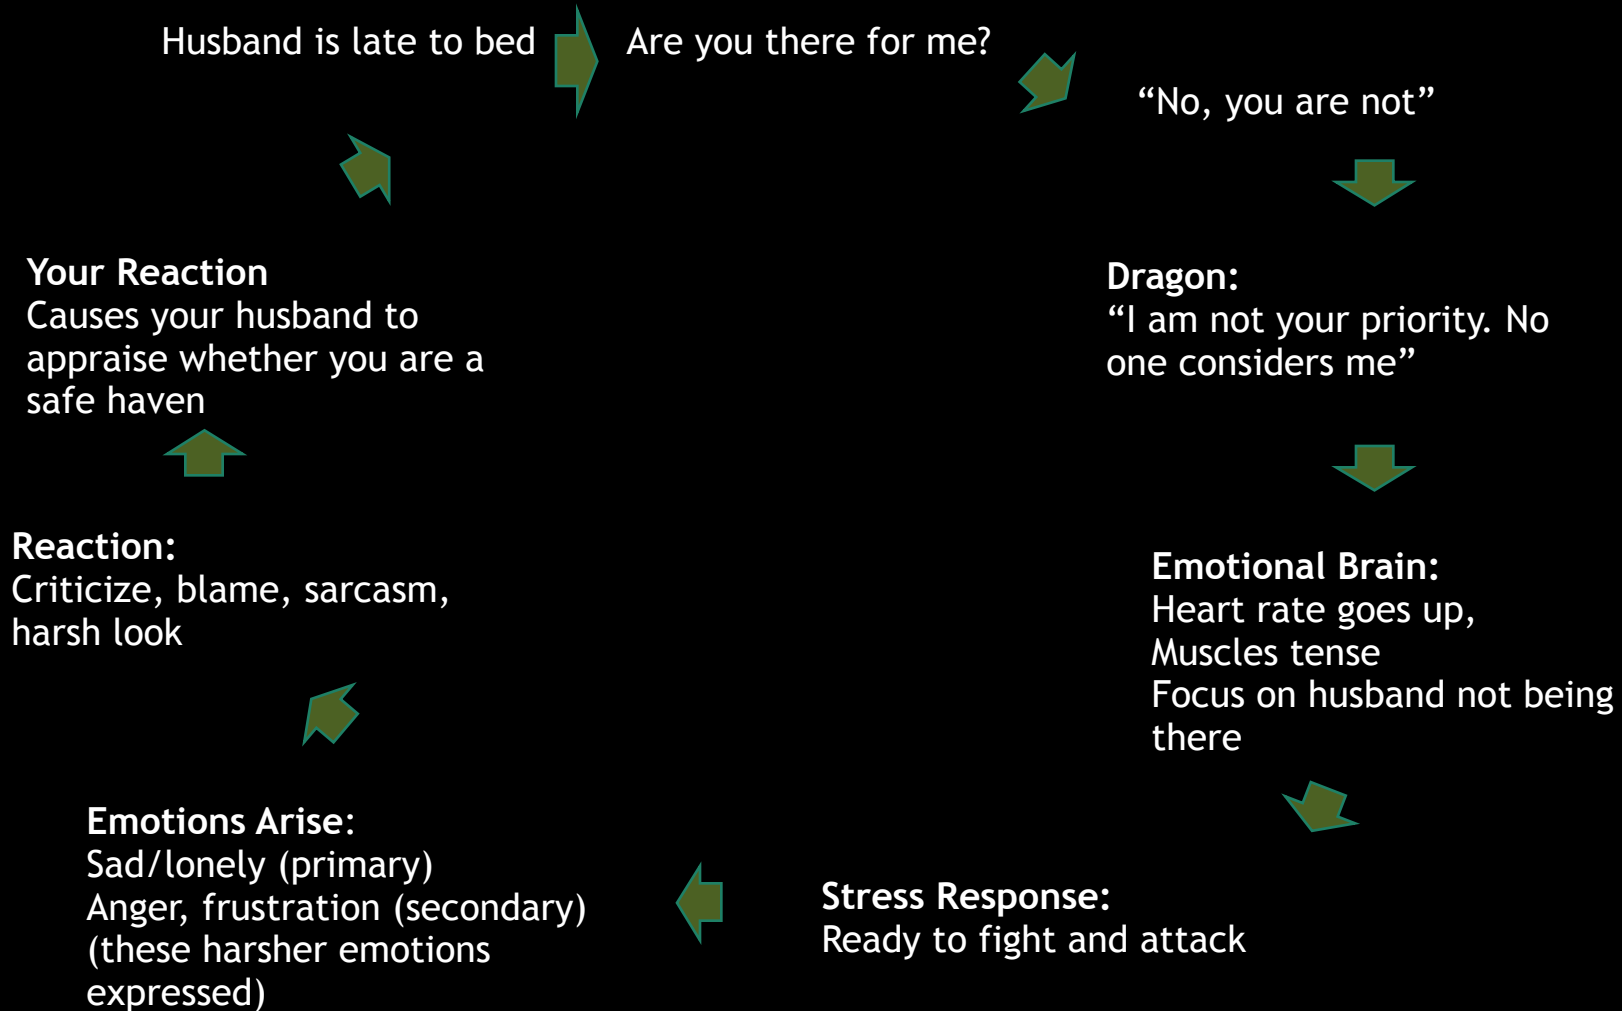 Husband is late to bed
Are you there for me?
“No, you are not”
Dragon:
“I am not your priority. No
one considers me”
Emotional Brain:
Heart rate goes up,
Muscles tense
Focus on husband not being
there
Stress Response:
Ready to fight and attack
Emotions Arise:
Sad/lonely (primary)
Anger, frustration (secondary)
(these harsher emotions
expressed)
Reaction:
Criticize, blame, sarcasm,
harsh look
Your Reaction
Causes your husband to
appraise whether you are a
safe haven